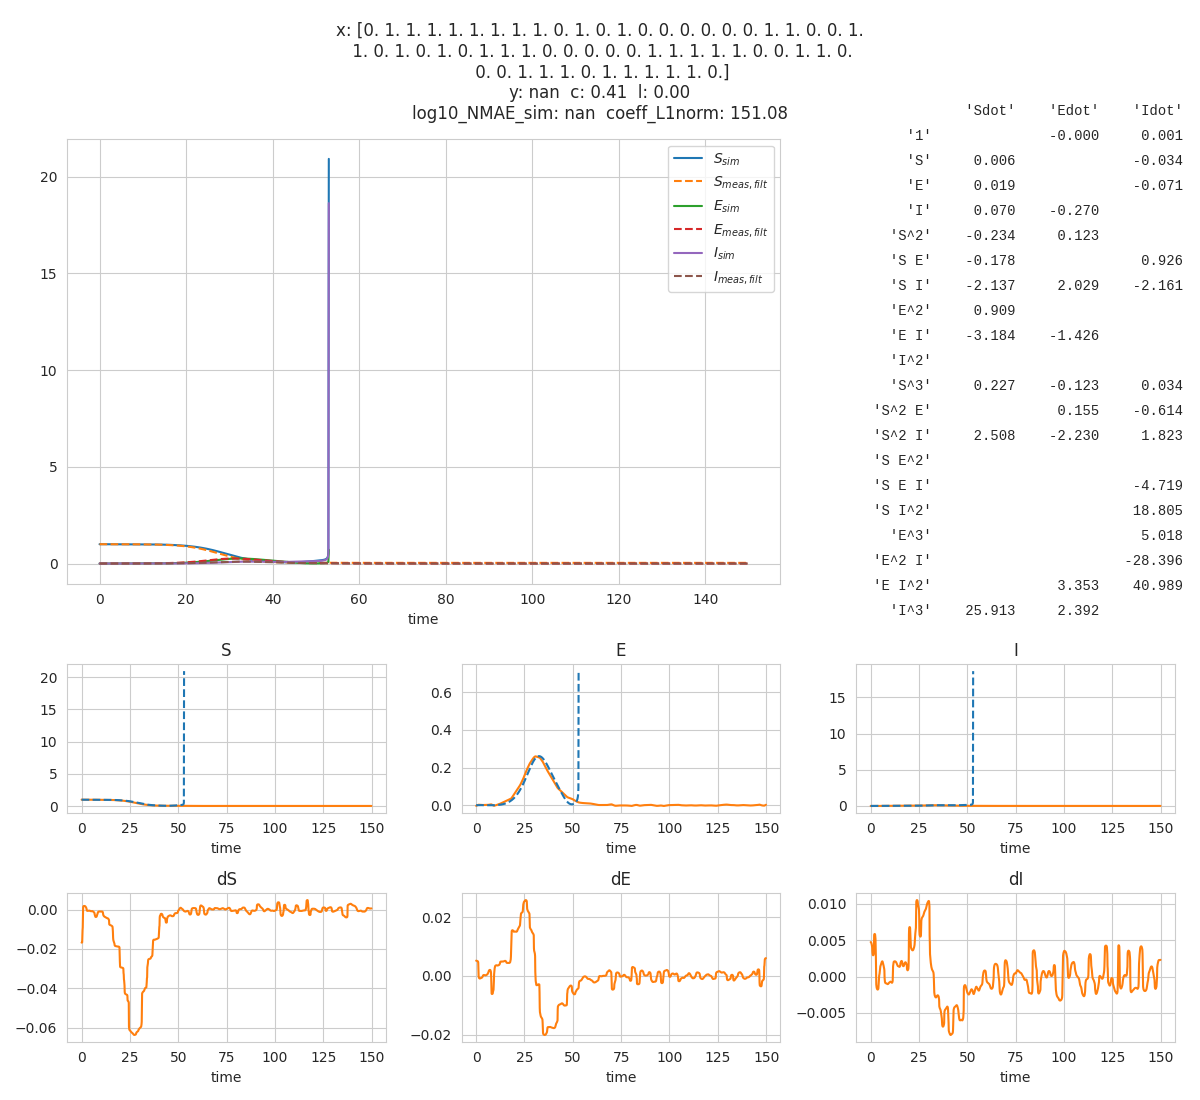 x: [0. 1. 1. 1. 1. 1. 1. 1. 1. 0. 1. 0. 1. 0. 0. 0. 0. 0. 0. 1. 1. 0. 0. 1.
1. 0. 1. 0. 1. 0. 1. 1. 1. 0. 0. 0. 0. 0. 1. 1. 1. 1. 1. 0. 0. 1. 1. 0.
0. 0. 1. 1. 1. 0. 1. 1. 1. 1. 1. 0.]
y: nan c: 0.41 l: 0.00
log10_NMAE_sim: nan coeff_L1norm: 151.08
'Sdot' 'Edot' 'Idot'
'1' -0.000 0.001
'S' 0.006 -0.034
'E' 0.019 -0.071
'I' 0.070 -0.270
'S^2' -0.234 0.123
'S E' -0.178 0.926
'S I' -2.137 2.029 -2.161
'E^2' 0.909
'E I' -3.184 -1.426
'I^2'
'S^3' 0.227 -0.123 0.034
'S^2 E' 0.155 -0.614
'S^2 I' 2.508 -2.230 1.823
'S E^2'
'S E I' -4.719
'S I^2' 18.805
'E^3' 5.018
'E^2 I' -28.396
'E I^2' 3.353 40.989
'I^3' 25.913 2.392
S_sim
S_meas,filt
E_sim
E_meas,filt
I_sim
I_meas,filt
20
15
10
5
0
0 20 40 60 80 100 120 140
time
S
20
15
10
5
0
0 25 50 75 100 125 150
time
E
0.6
0.4
0.2
0.0
0 25 50 75 100 125 150
time
I
15
10
5
0
0 25 50 75 100 125 150
time
dS
0.00
−0.02
−0.04
−0.06
0 25 50 75 100 125 150
time
dE
0.02
0.00
−0.02
0 25 50 75 100 125 150
time
dI
0.010
0.005
0.000
−0.005
0 25 50 75 100 125 150
time